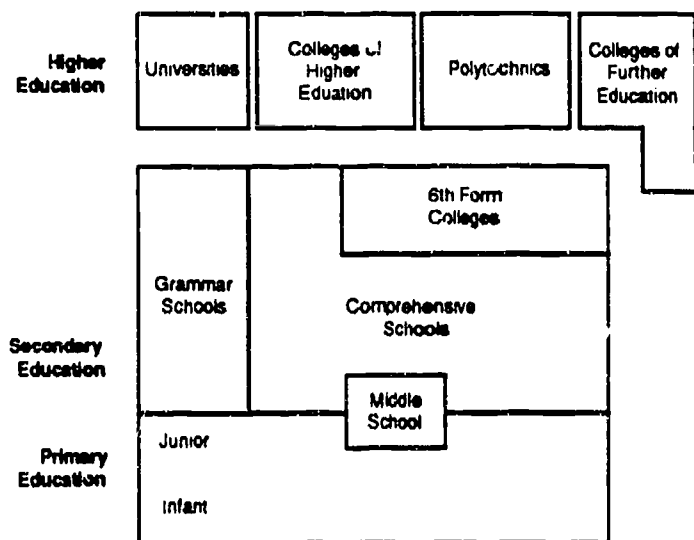 Higher
Education
Universities
Colleges of
Higher
Eduation
Polytechnics
Colleges of
Further
Education
6th Form
Colleges
Grammar
Schools
Comprehensive
Schools
Secondary
Education
Middle
School
Primary
Education
Junior
Infant